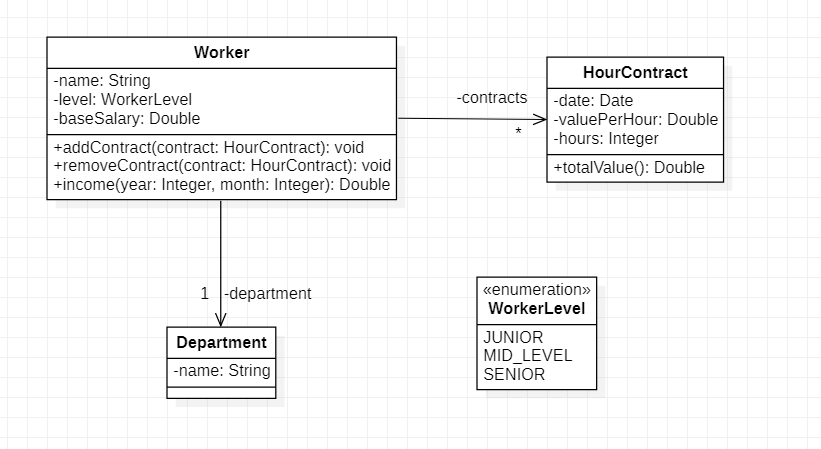 Worker
-name: String
-level: WorkerLevel
-baseSalary: Double
+addContract(contract: HourContract): void
+removeContract(contract: HourContract): void
+income(year: Integer, month: Integer): Double
-contracts
*
HourContract
-date: Date
-valuePerHour: Double
-hours: Integer
+totalValue(): Double
1 -department
Department
-name: String
«enumeration»
WorkerLevel
JUNIOR
MID_LEVEL
SENIOR